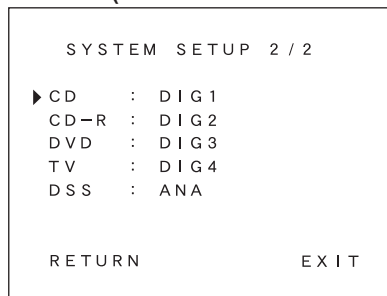 SYSTEM SETUP 2/2
CD : DIG1
CD-R : DIG2
DVD : DIG3
TV : DIG4
DSS : ANA
RETURN EXIT